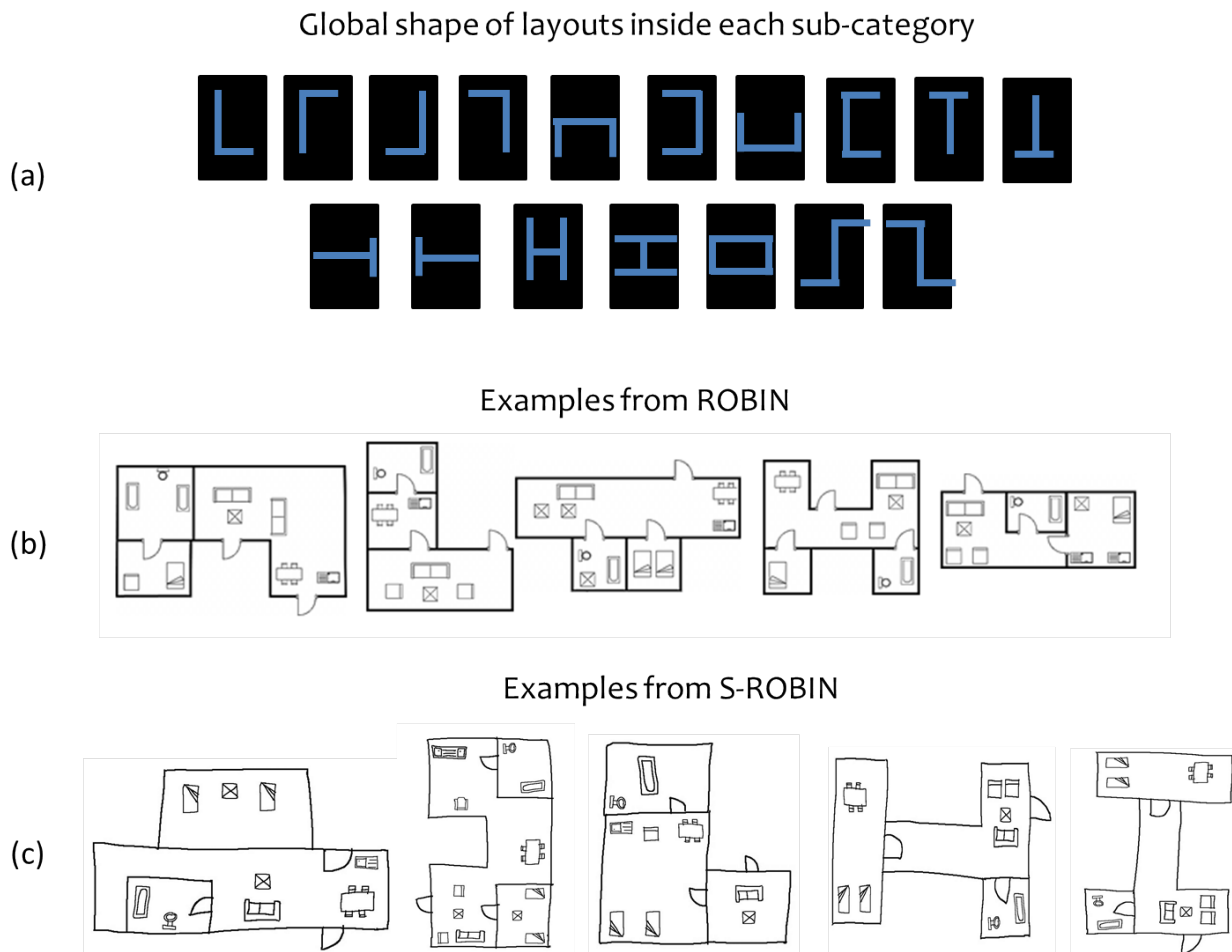 Global shape of layouts inside each sub-category
(a)
Examples from ROBIN
(b)
Examples from S-ROBIN
(c)